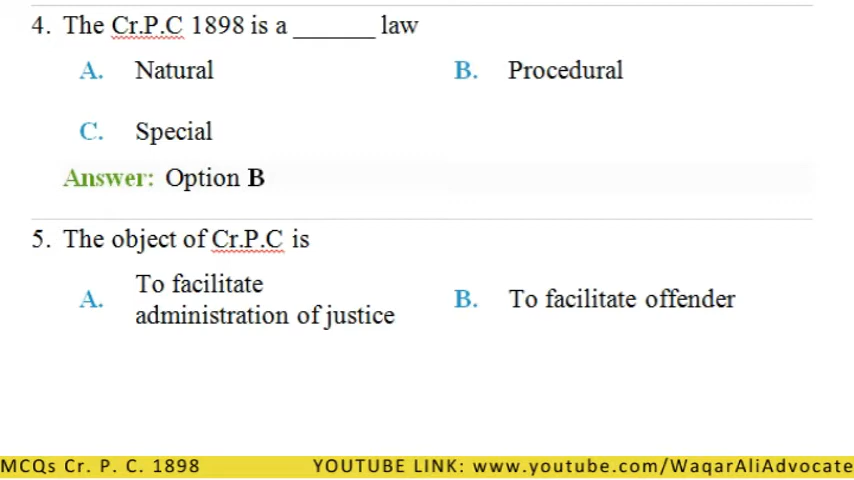 4. The Cr.P.C 1898 is a ______ law
A. Natural B. Procedural
C. Special
Answer: Option B
5. The object of Cr.P.C is
A. To facilitate administration of justice B. To facilitate offender
MCQs Cr. P. C. 1898 YOUTUBE LINK: www.youtube.com/WaqarAliAdvocate